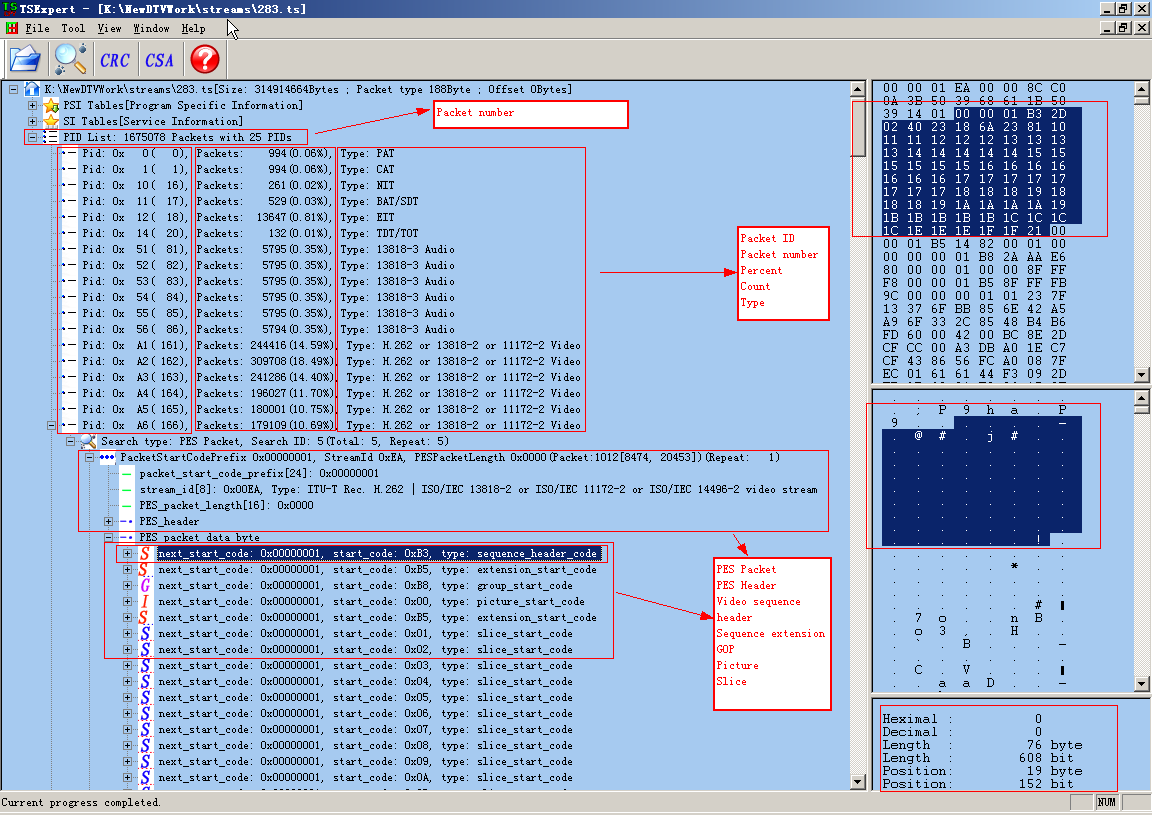 TSExpert - [K:\NewDTVWork\streams\283.ts]
File Tool View Window Help
CRC CSA
K:\NewDTVWork\streams\283.ts[Size: 314914664Bytes ; Packet type 188Byte ; Offset 0Bytes]
PSI Tables[Program Specific Information]
SI Tables[Service Information]
PID List: 1675078 Packets with 25 PIDs
Packet number
Pid: 0x 0( 0), Packets: 994(0.06%), Type: PAT
Pid: 0x 1( 1), Packets: 994(0.06%), Type: CAT
Pid: 0x 10( 16), Packets: 261(0.02%), Type: NIT
Pid: 0x 11( 17), Packets: 529(0.03%), Type: BAT/SDT
Pid: 0x 12( 18), Packets: 13647(0.81%), Type: EIT
Pid: 0x 14( 20), Packets: 132(0.01%), Type: TDT/TOT
Pid: 0x 51( 81), Packets: 5795(0.35%), Type: 13818-3 Audio
Pid: 0x 52( 82), Packets: 5795(0.35%), Type: 13818-3 Audio
Pid: 0x 53( 83), Packets: 5795(0.35%), Type: 13818-3 Audio
Pid: 0x 54( 84), Packets: 5795(0.35%), Type: 13818-3 Audio
Pid: 0x 55( 85), Packets: 5795(0.35%), Type: 13818-3 Audio
Pid: 0x 56( 86), Packets: 5794(0.35%), Type: 13818-3 Audio
Pid: 0x A1( 161), Packets: 244416(14.59%), Type: H.262 or 13818-2 or 11172-2 Video
Pid: 0x A2( 162), Packets: 309708(18.49%), Type: H.262 or 13818-2 or 11172-2 Video
Pid: 0x A3( 163), Packets: 241286(14.40%), Type: H.262 or 13818-2 or 11172-2 Video
Pid: 0x A4( 164), Packets: 196027(11.70%), Type: H.262 or 13818-2 or 11172-2 Video
Pid: 0x A5( 165), Packets: 180001(10.75%), Type: H.262 or 13818-2 or 11172-2 Video
Pid: 0x A6( 166), Packets: 179109(10.69%), Type: H.262 or 13818-2 or 11172-2 Video
Packet ID
Packet number
Percent
Count
Type
Search type: PES Packet, Search ID: 5(Total: 5, Repeat: 5)
PacketStartCodePrefix 0x00000001, StreamId 0xEA, PESPacketLength 0x0000(Packet:1012[8474, 20453])(Repeat: 1)
packet_start_code_prefix[24]: 0x00000001
stream_id[8]: 0x00EA, Type: ITU-T Rec. H.262 | ISO/IEC 13818-2 or ISO/IEC 11172-2 or ISO/IEC 14496-2 video stream
PES_packet_length[16]: 0x0000
PES_header
PES_packet_data_byte
S next_start_code: 0x00000001, start_code: 0xB3, type: sequence_header_code
S next_start_code: 0x00000001, start_code: 0xB5, type: extension_start_code
G next_start_code: 0x00000001, start_code: 0xB8, type: group_start_code
I next_start_code: 0x00000001, start_code: 0x00, type: picture_start_code
S next_start_code: 0x00000001, start_code: 0xB5, type: extension_start_code
S next_start_code: 0x00000001, start_code: 0x01, type: slice_start_code
S next_start_code: 0x00000001, start_code: 0x02, type: slice_start_code
S next_start_code: 0x00000001, start_code: 0x03, type: slice_start_code
S next_start_code: 0x00000001, start_code: 0x04, type: slice_start_code
S next_start_code: 0x00000001, start_code: 0x05, type: slice_start_code
S next_start_code: 0x00000001, start_code: 0x06, type: slice_start_code
S next_start_code: 0x00000001, start_code: 0x07, type: slice_start_code
S next_start_code: 0x00000001, start_code: 0x08, type: slice_start_code
S next_start_code: 0x00000001, start_code: 0x09, type: slice_start_code
S next_start_code: 0x00000001, start_code: 0x0A, type: slice_start_code
PES Packet
PES Header
Video sequence
header
Sequence extension
GOP
Picture
Slice
00 00 01 EA 00 00 8C C0
0A 3B 50 39 68 61 1B 50
39 14 01 00 00 01 B3 2D
02 40 23 18 6A 23 81 10
11 11 12 12 12 13 13 13
13 14 14 14 14 14 15 15
15 15 15 15 16 16 16 16
16 16 16 17 17 17 17 17
17 17 17 18 18 18 19 18
18 18 19 1A 1A 1A 1A 19
1B 1B 1B 1B 1B 1C 1C 1C
1C 1E 1E 1E 1F 1F 21 00
00 01 B5 14 82 00 01 00
00 00 00 01 B8 2A AA E6
80 00 00 01 00 00 8F FF
F8 00 00 01 B5 8F FF FB
9C 00 00 00 01 01 23 7F
13 37 6F BB 85 6E 42 A5
A9 6F 33 2C 85 48 B4 B6
6D 60 00 42 00 BC 8E 2D
CF CC 00 A3 DB A0 1E C7
CF 43 86 56 FC A0 08 7F
EC 01 61 61 44 F3 09 2D
. ; P 9 h a . P
9 . . . . . . -
. @ # . j # . .
. . . . . . ! .
. . . . . * . .
. . . . . . #
. 7 o . . n B .
. o 3 , . H . .
\` . B . . . -
. C . V . . .
. . a a D . . -
Heximal : 0
Decimal : 0
Length : 76 byte
Length : 608 bit
Position: 19 byte
Position: 152 bit
Current progress completed.
NUM